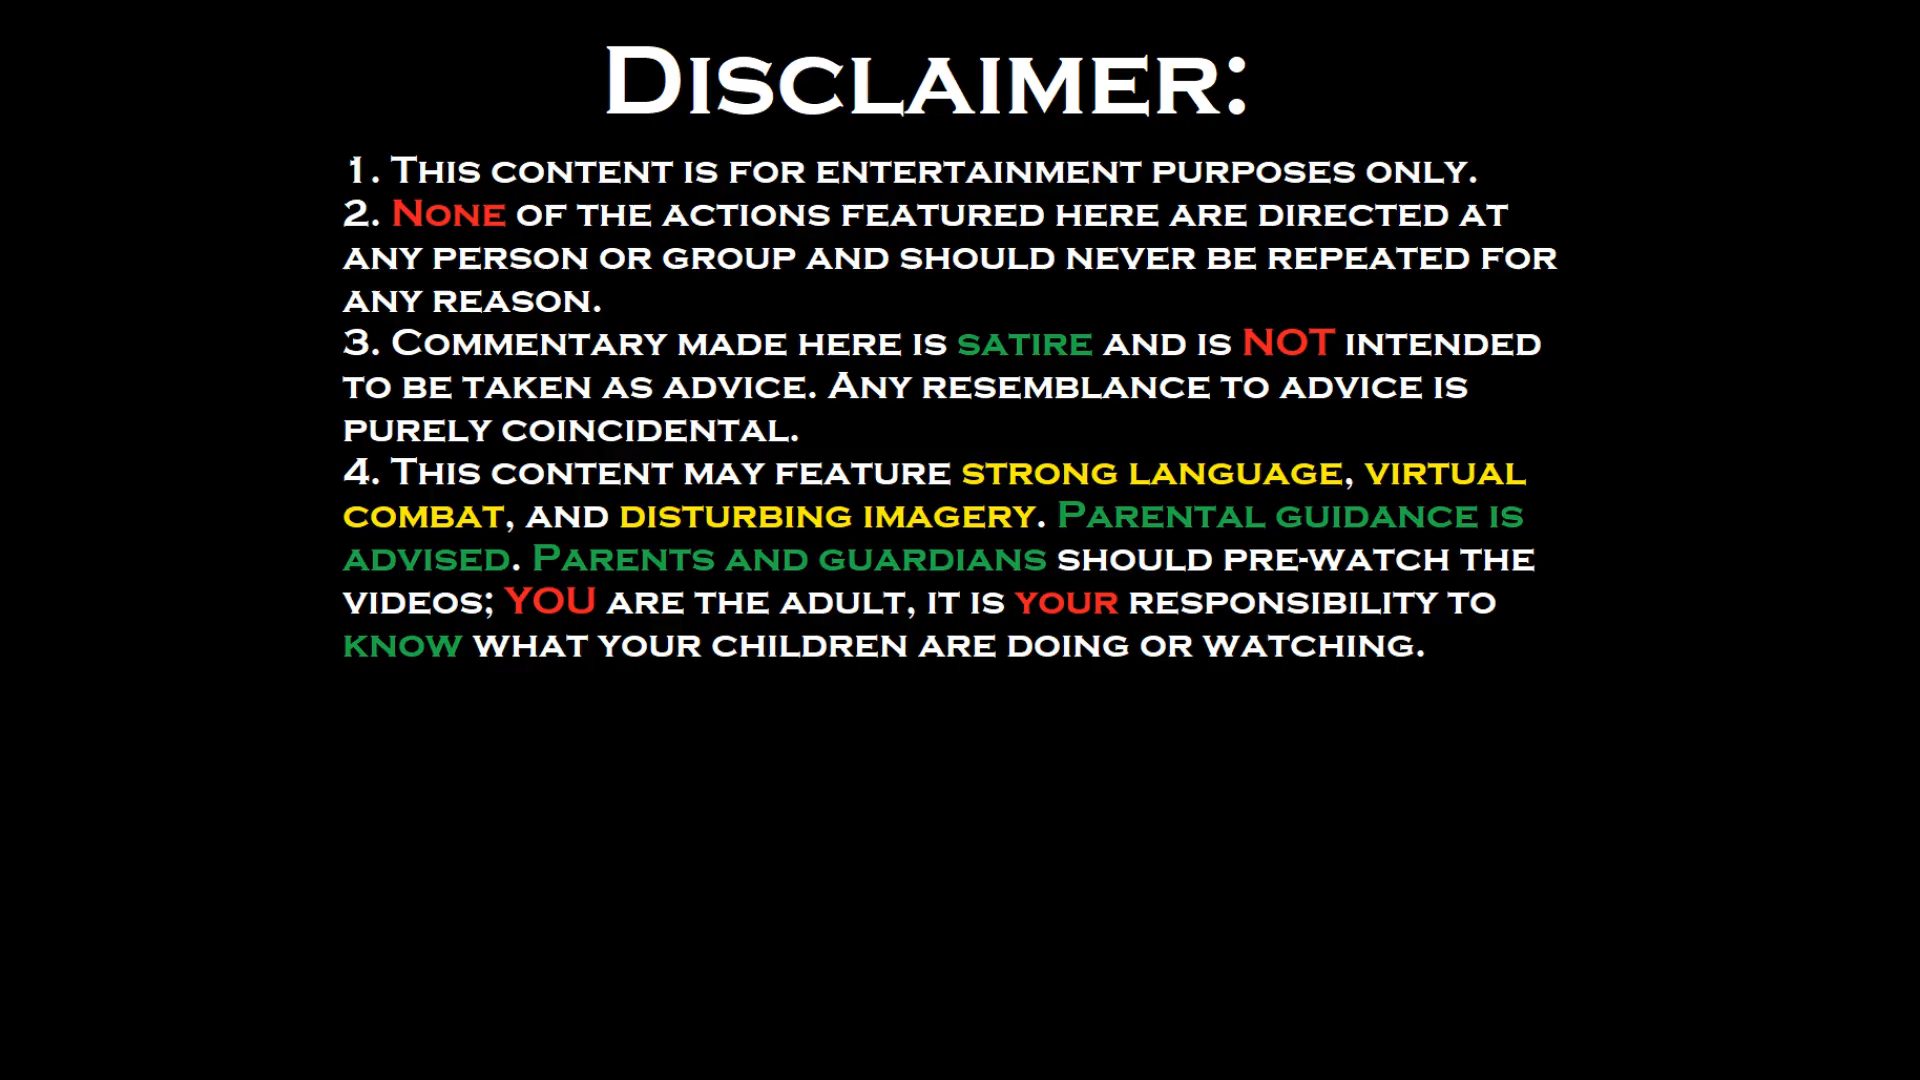 Disclaimer:
1. This content is for entertainment purposes only.
2. None of the actions featured here are directed at
any person or group and should never be repeated for
any reason.
3. Commentary made here is satire and is NOT intended
to be taken as advice. Any resemblance to advice is
purely coincidental.
4. This content may feature strong language, virtual
combat, and disturbing imagery. Parental guidance is
advised. Parents and guardians should pre-watch the
videos; YOU are the adult, it is your responsibility to
know what your children are doing or watching.